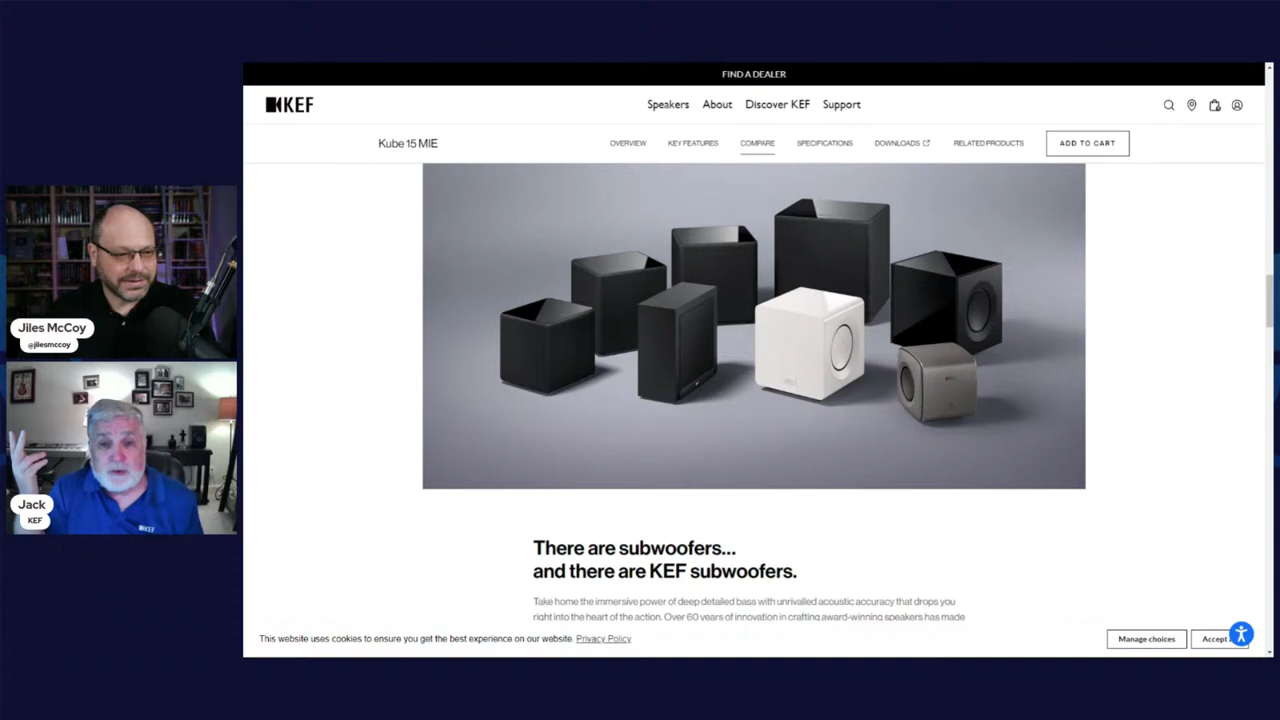 FIND A DEALER
KEF
Speakers About Discover KEF Support
Kube 15 MIE
OVERVIEW KEY FEATURES COMPARE SPECIFICATIONS DOWNLOADS RELATED PRODUCTS ADD TO CART
Jiles McCoy
@jilesmccoy
Jack
KEF
KEF
There are subwoofers...
and there are KEF subwoofers.
Take home the immersive power of deep detailed bass with unrivalled acoustic accuracy that drops you
right into the heart of the action. Over 60 years of innovation in crafting award-winning speakers has made
This website uses cookies to ensure you get the best experience on our website. Privacy Policy
Manage choices Accept